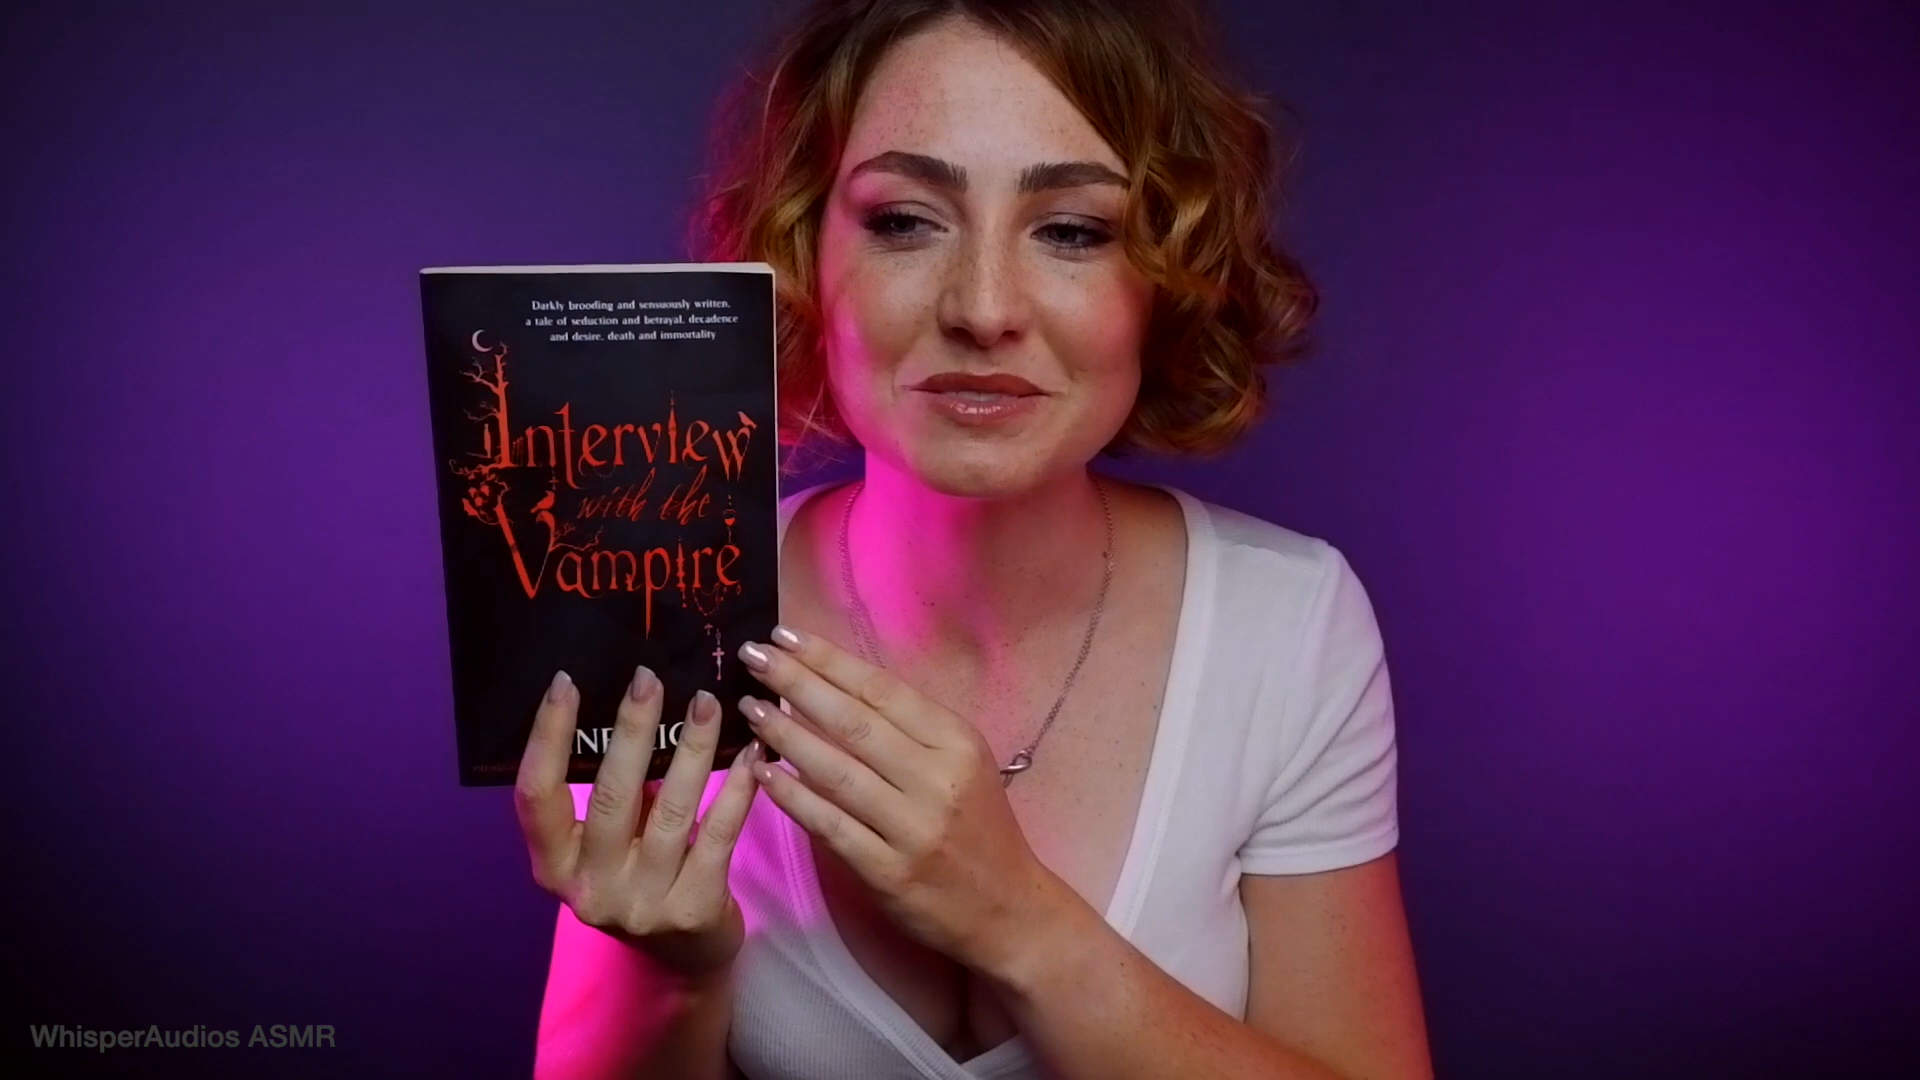 Darkly brooding and sensuously written,
a tale of seduction and betrayal, decadence
and desire, death and immortality
Interview
with the
Vampire
WhisperAudios ASMR